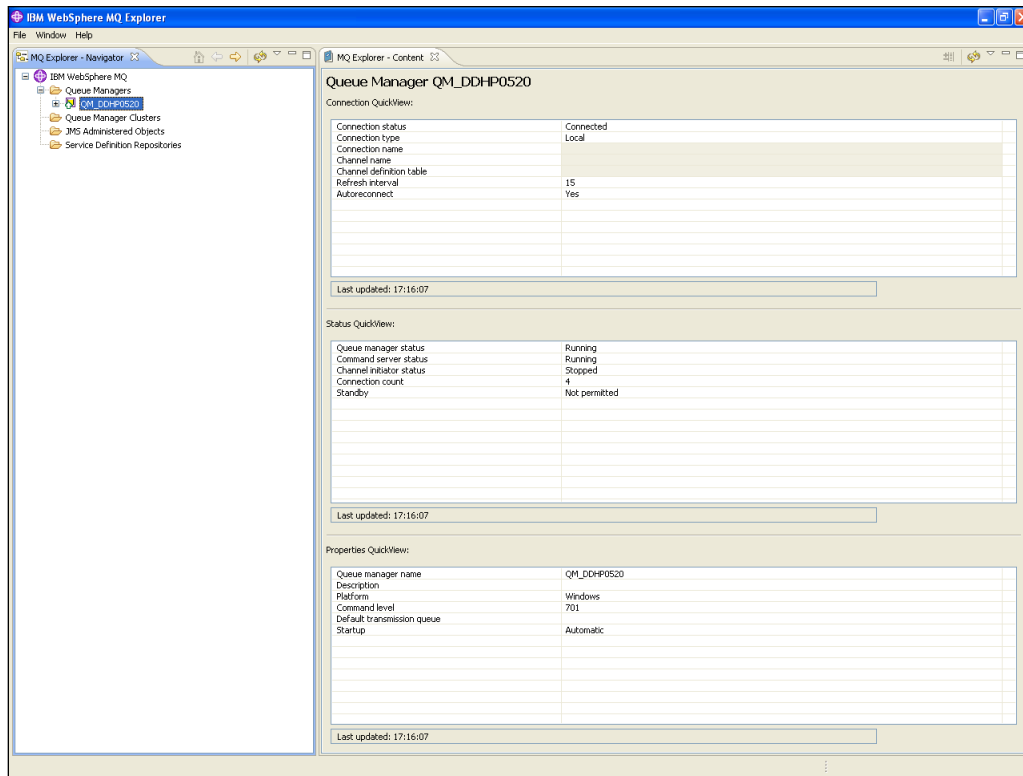 IBM WebSphere MQ Explorer
File Window Help
MQ Explorer - Navigator
IBM WebSphere MQ
Queue Managers
QM_DDHP0520
Queue Manager Clusters
JMS Administered Objects
Service Definition Repositories
MQ Explorer - Content
Queue Manager QM_DDHP0520
Connection QuickView:
Connection status Connected
Connection type Local
Connection name
Channel name
Channel definition table
Refresh interval 15
Autoreconnect Yes
Last updated: 17:16:07
Status QuickView:
Queue manager status Running
Command server status Running
Channel initiator status Stopped
Connection count 4
Standby Not permitted
Last updated: 17:16:07
Properties QuickView:
Queue manager name QM_DDHP0520
Description
Platform Windows
Command level 701
Default transmission queue
Startup Automatic
Last updated: 17:16:07